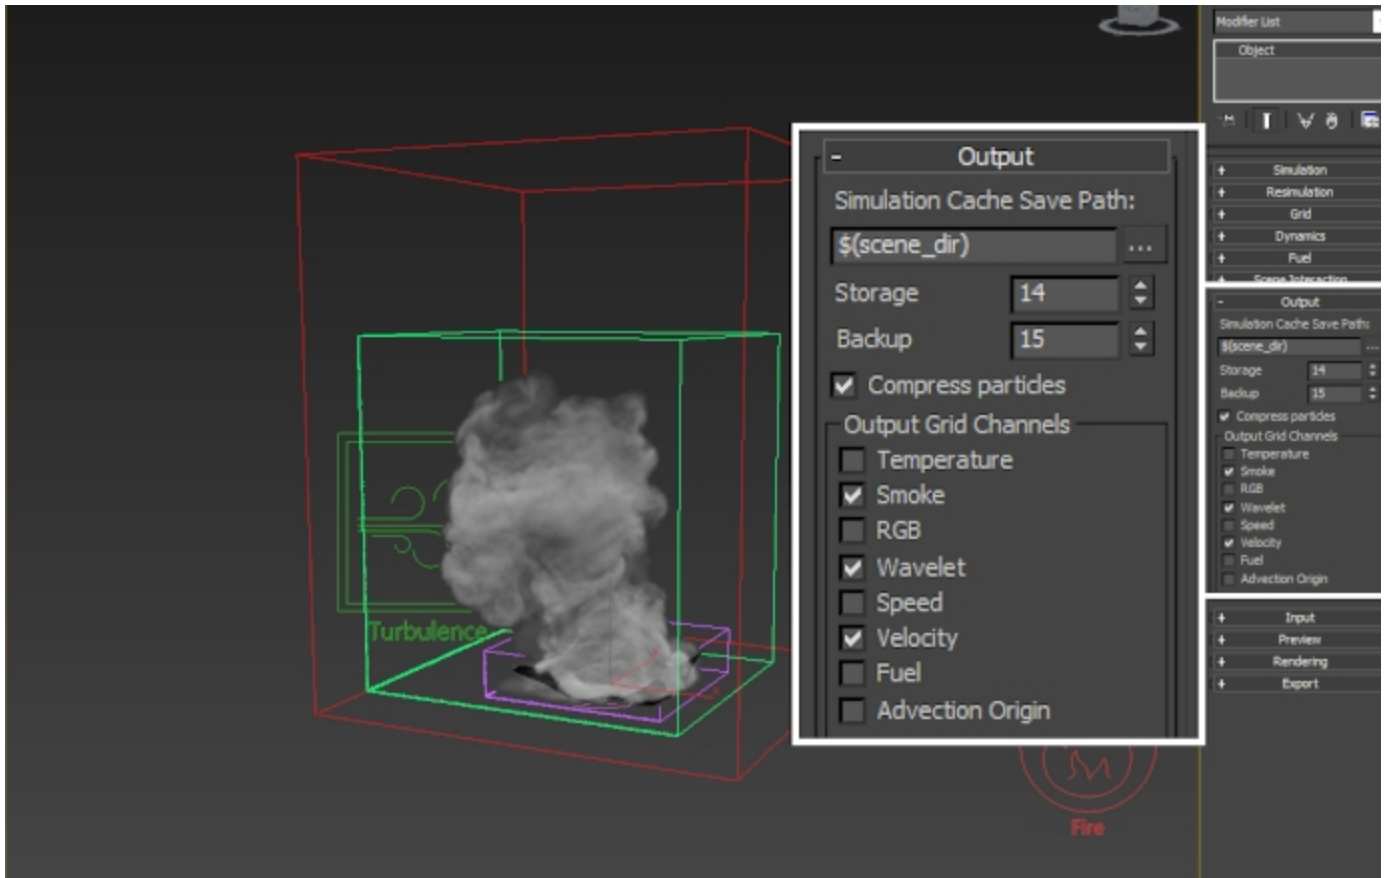 Modifier List
Object
Turbulence
Fire
- Output
Simulation Cache Save Path:
$(scene_dir) ...
Storage 14
Backup 15
Compress particles
Output Grid Channels
Temperature
Smoke
RGB
Wavelet
Speed
Velocity
Fuel
Advection Origin
+ Simulation
+ Resimulation
+ Grid
+ Dynamics
+ Fuel
+ Scene Interaction
- Output
Simulation Cache Save Path:
$(scene_dir) ...
Storage 14
Backup 15
Compress particles
Output Grid Channels
Temperature
Smoke
RGB
Wavelet
Speed
Velocity
Fuel
Advection Origin
+ Input
+ Preview
+ Rendering
+ Export